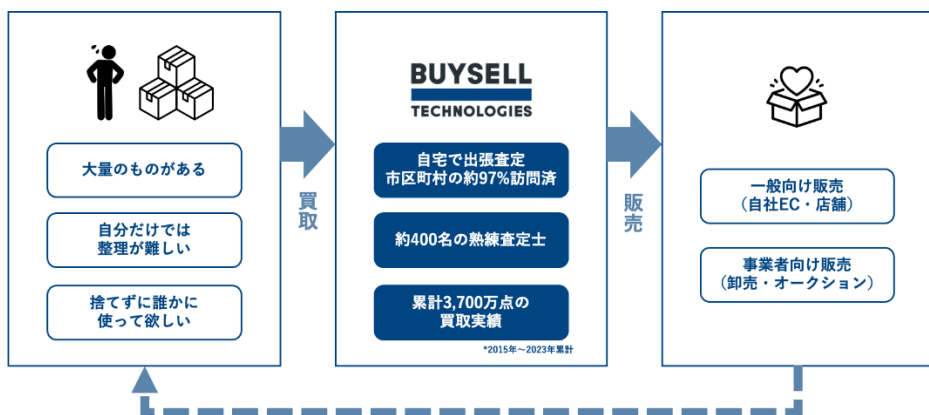 大量のものがある
自分だけでは
整理が難しい
捨てずに誰かに
使って欲しい
買取
BUYSELL
TECHNOLOGIES
自宅で出張査定
市区町村の約97%訪問済
約400名の熟練査定士
累計3,700万点の
買取実績
*2015年～2023年累計
販売
一般向け販売
（自社EC・店舗）
事業者向け販売
（卸売・オークション）